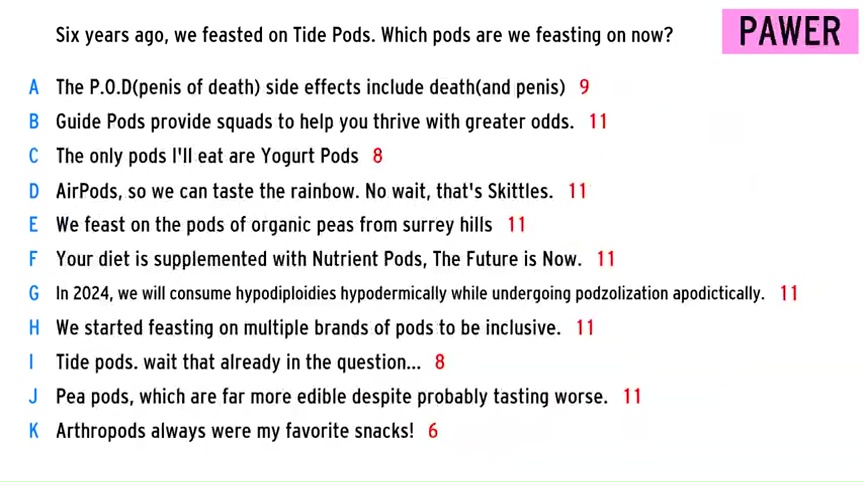 Six years ago, we feasted on Tide Pods. Which pods are we feasting on now?
PAWER
A The P.O.D(penis of death) side effects include death(and penis) 9
B Guide Pods provide squads to help you thrive with greater odds. 11
C The only pods I'll eat are Yogurt Pods 8
D AirPods, so we can taste the rainbow. No wait, that's Skittles. 11
E We feast on the pods of organic peas from surrey hills 11
F Your diet is supplemented with Nutrient Pods, The Future is Now. 11
G In 2024, we will consume hypodiploidies hypodermically while undergoing podzolization apodictically. 11
H We started feasting on multiple brands of pods to be inclusive. 11
I Tide pods. wait that already in the question... 8
J Pea pods, which are far more edible despite probably tasting worse. 11
K Arthropods always were my favorite snacks! 6